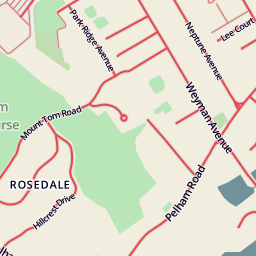 Park Ridge Avenue
Neptune Avenue
Lee Court
Weyman Avenue
Mount Tom Road
ROSEDALE
Hillcrest Drive
Pelham Road